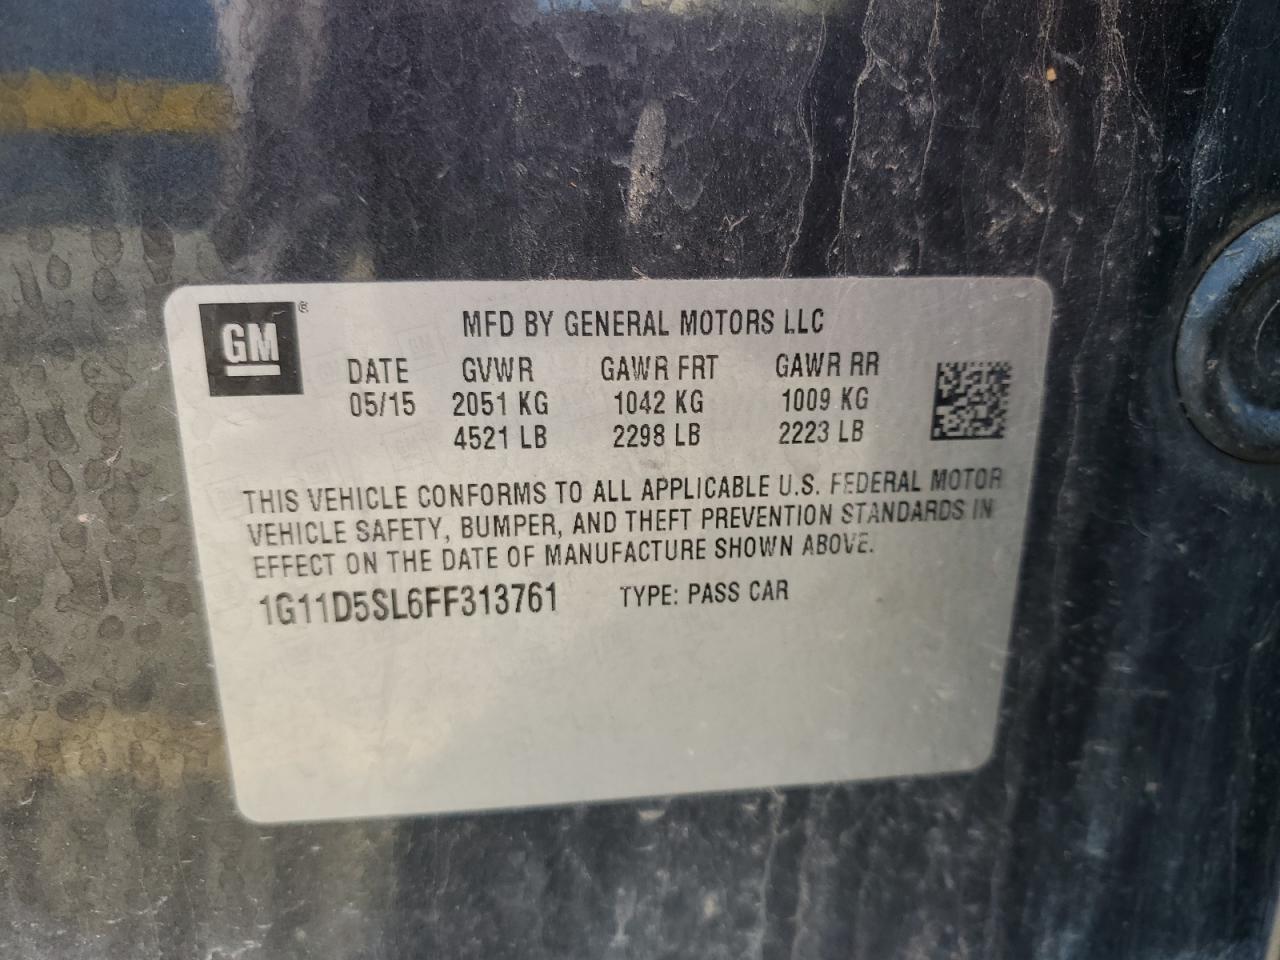 GM ®
MFD BY GENERAL MOTORS LLC
DATE GVWR GAWR FRT GAWR RR
05/15 2051 KG 1042 KG 1009 KG
4521 LB 2298 LB 2223 LB
THIS VEHICLE CONFORMS TO ALL APPLICABLE U.S. FEDERAL MOTOR
VEHICLE SAFETY, BUMPER, AND THEFT PREVENTION STANDARDS IN
EFFECT ON THE DATE OF MANUFACTURE SHOWN ABOVE.
1G11D5SL6FF313761 TYPE: PASS CAR